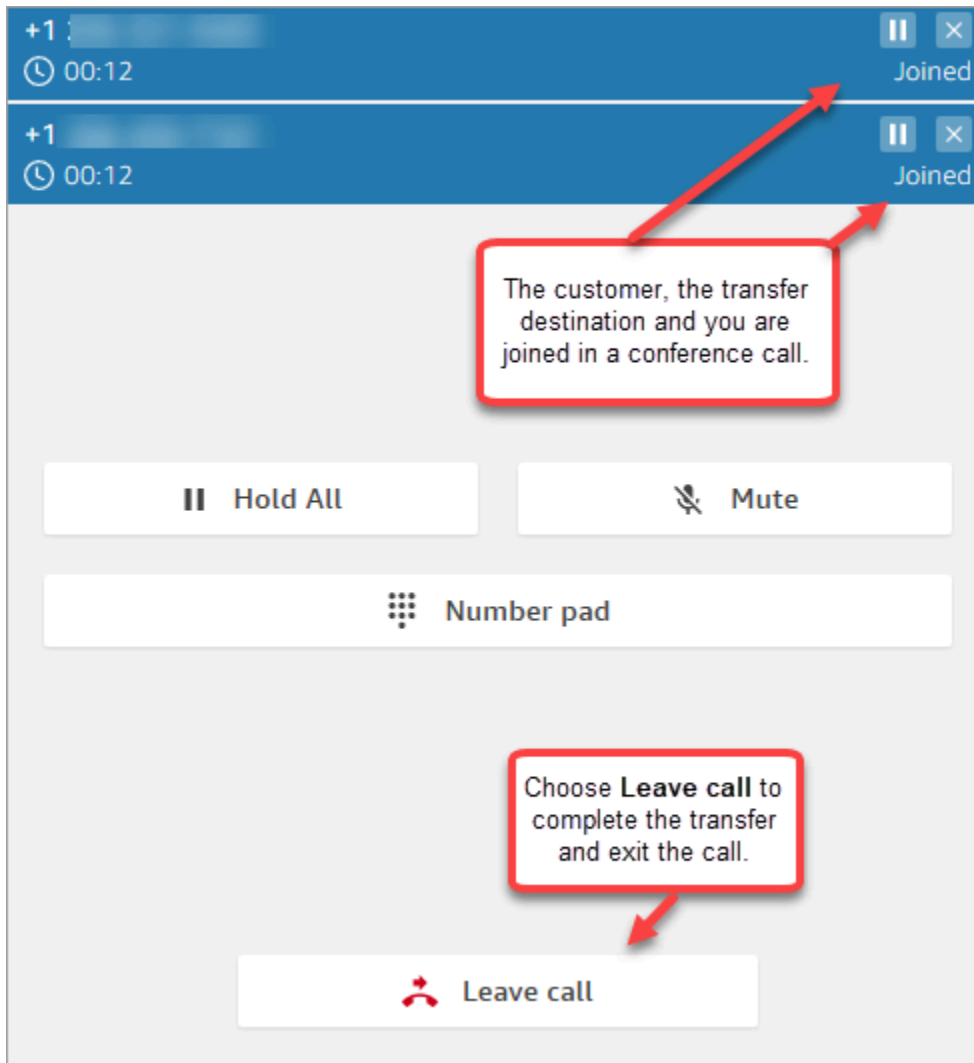 +1
00:12
Joined
+1
00:12
Joined
The customer, the transfer
destination and you are
joined in a conference call.
Hold All
Mute
Number pad
Choose Leave call to
complete the transfer
and exit the call.
Leave call